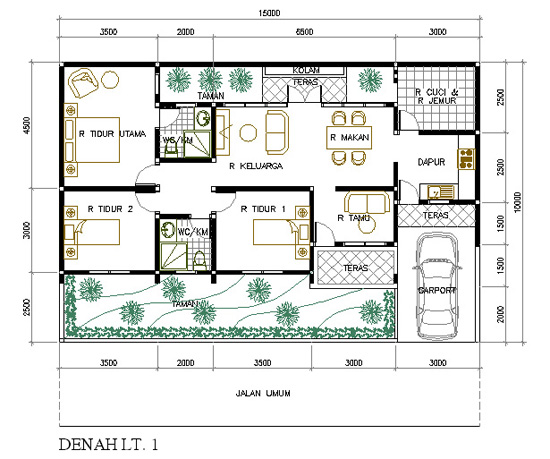 15000
3500 2000 6500 3000
KOLAM
TERAS
TAMAN
R CUCI &
R JEMUR
2500
4500
R TIDUR UTAMA
WC/KM
R MAKAN
R KELUARGA
DAPUR
2500
10000
R TIDUR 2
R TIDUR 1
R TAMU
TERAS
3000
WC/KM
1500
TERAS
1500
CARPORT
TAMAN
2500
2000
3500 2000 3500 3000 3000
JALAN UMUM
DENAH LT. 1